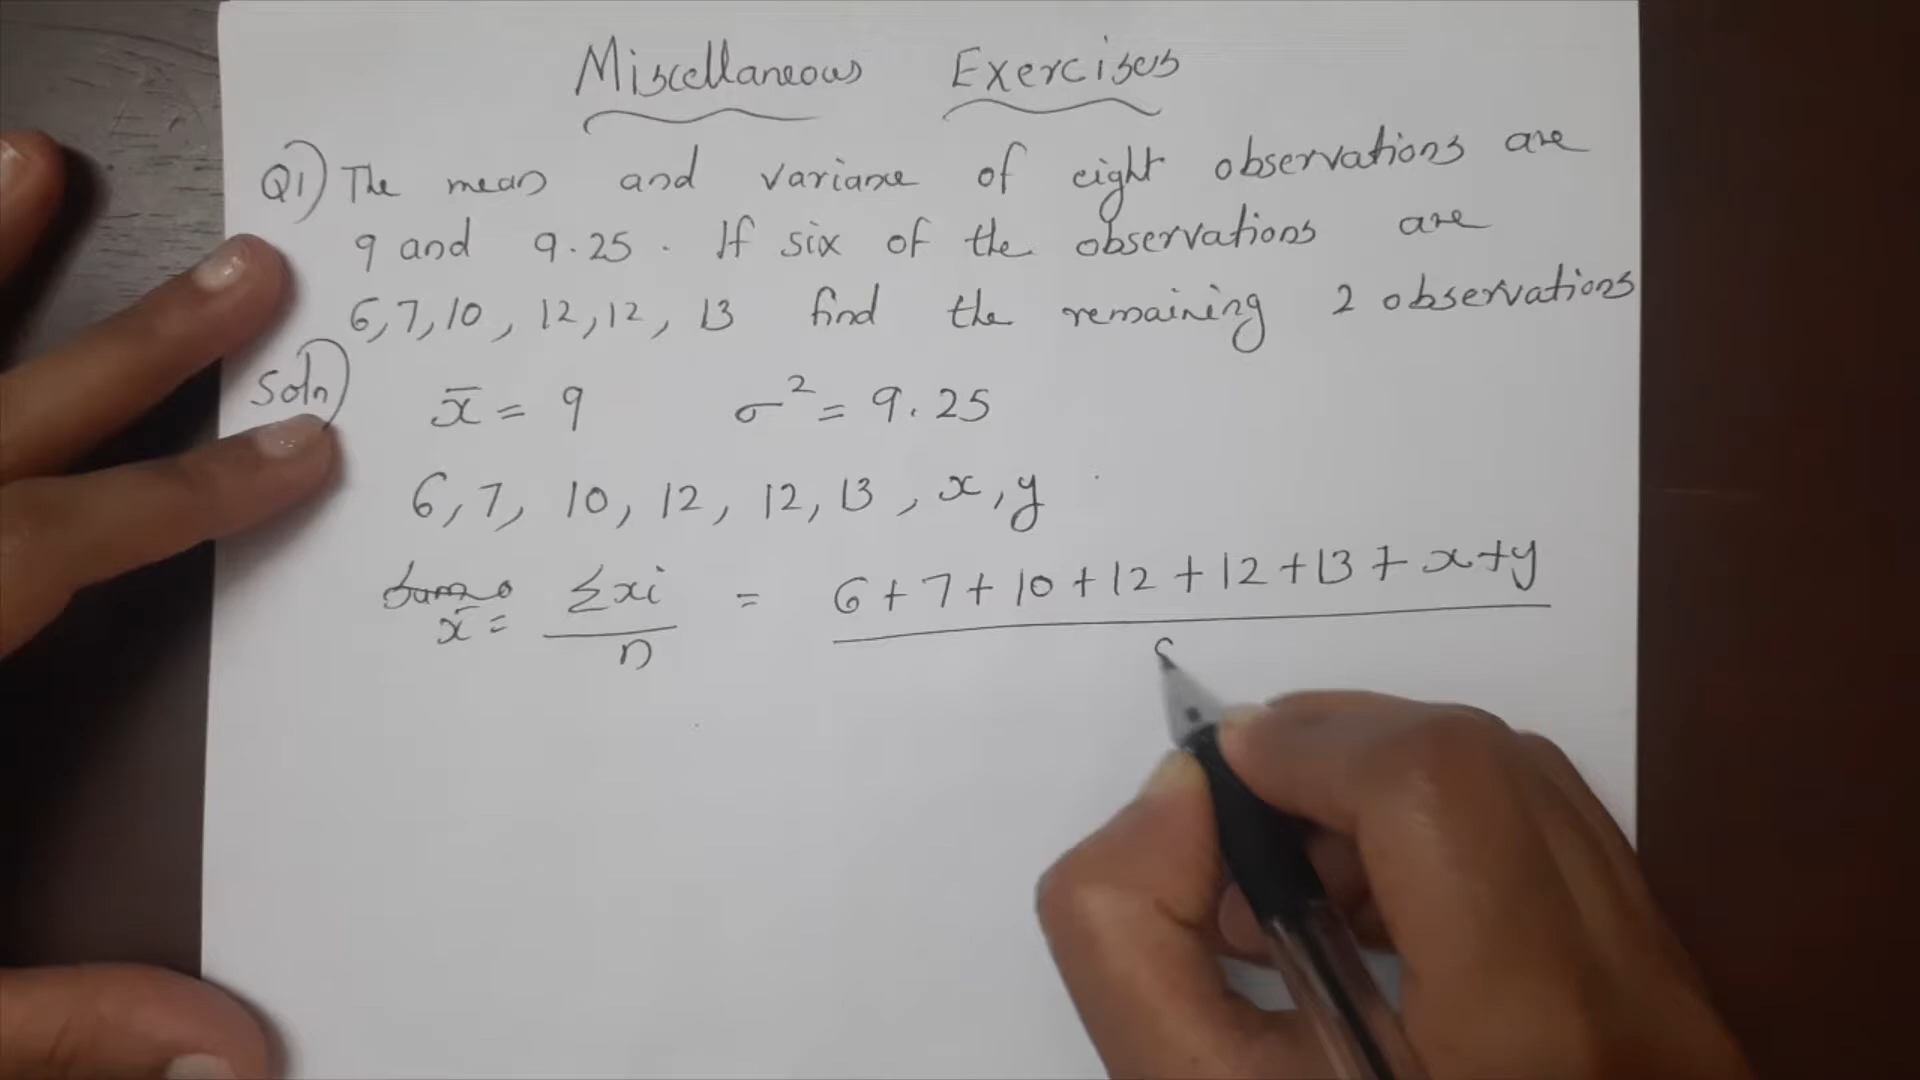 Miscellaneous Exercises
Q1) The mean and variance of eight observations are
9 and 9.25. If six of the observations are
6,7,10, 12,12, 13 find the remaining 2 observations
Soln)
x̄ = 9 σ² = 9.25
6, 7, 10, 12, 12, 13, x, y
x̄ = Σxi / n = 6 + 7 + 10 + 12 + 12 + 13 + x + y